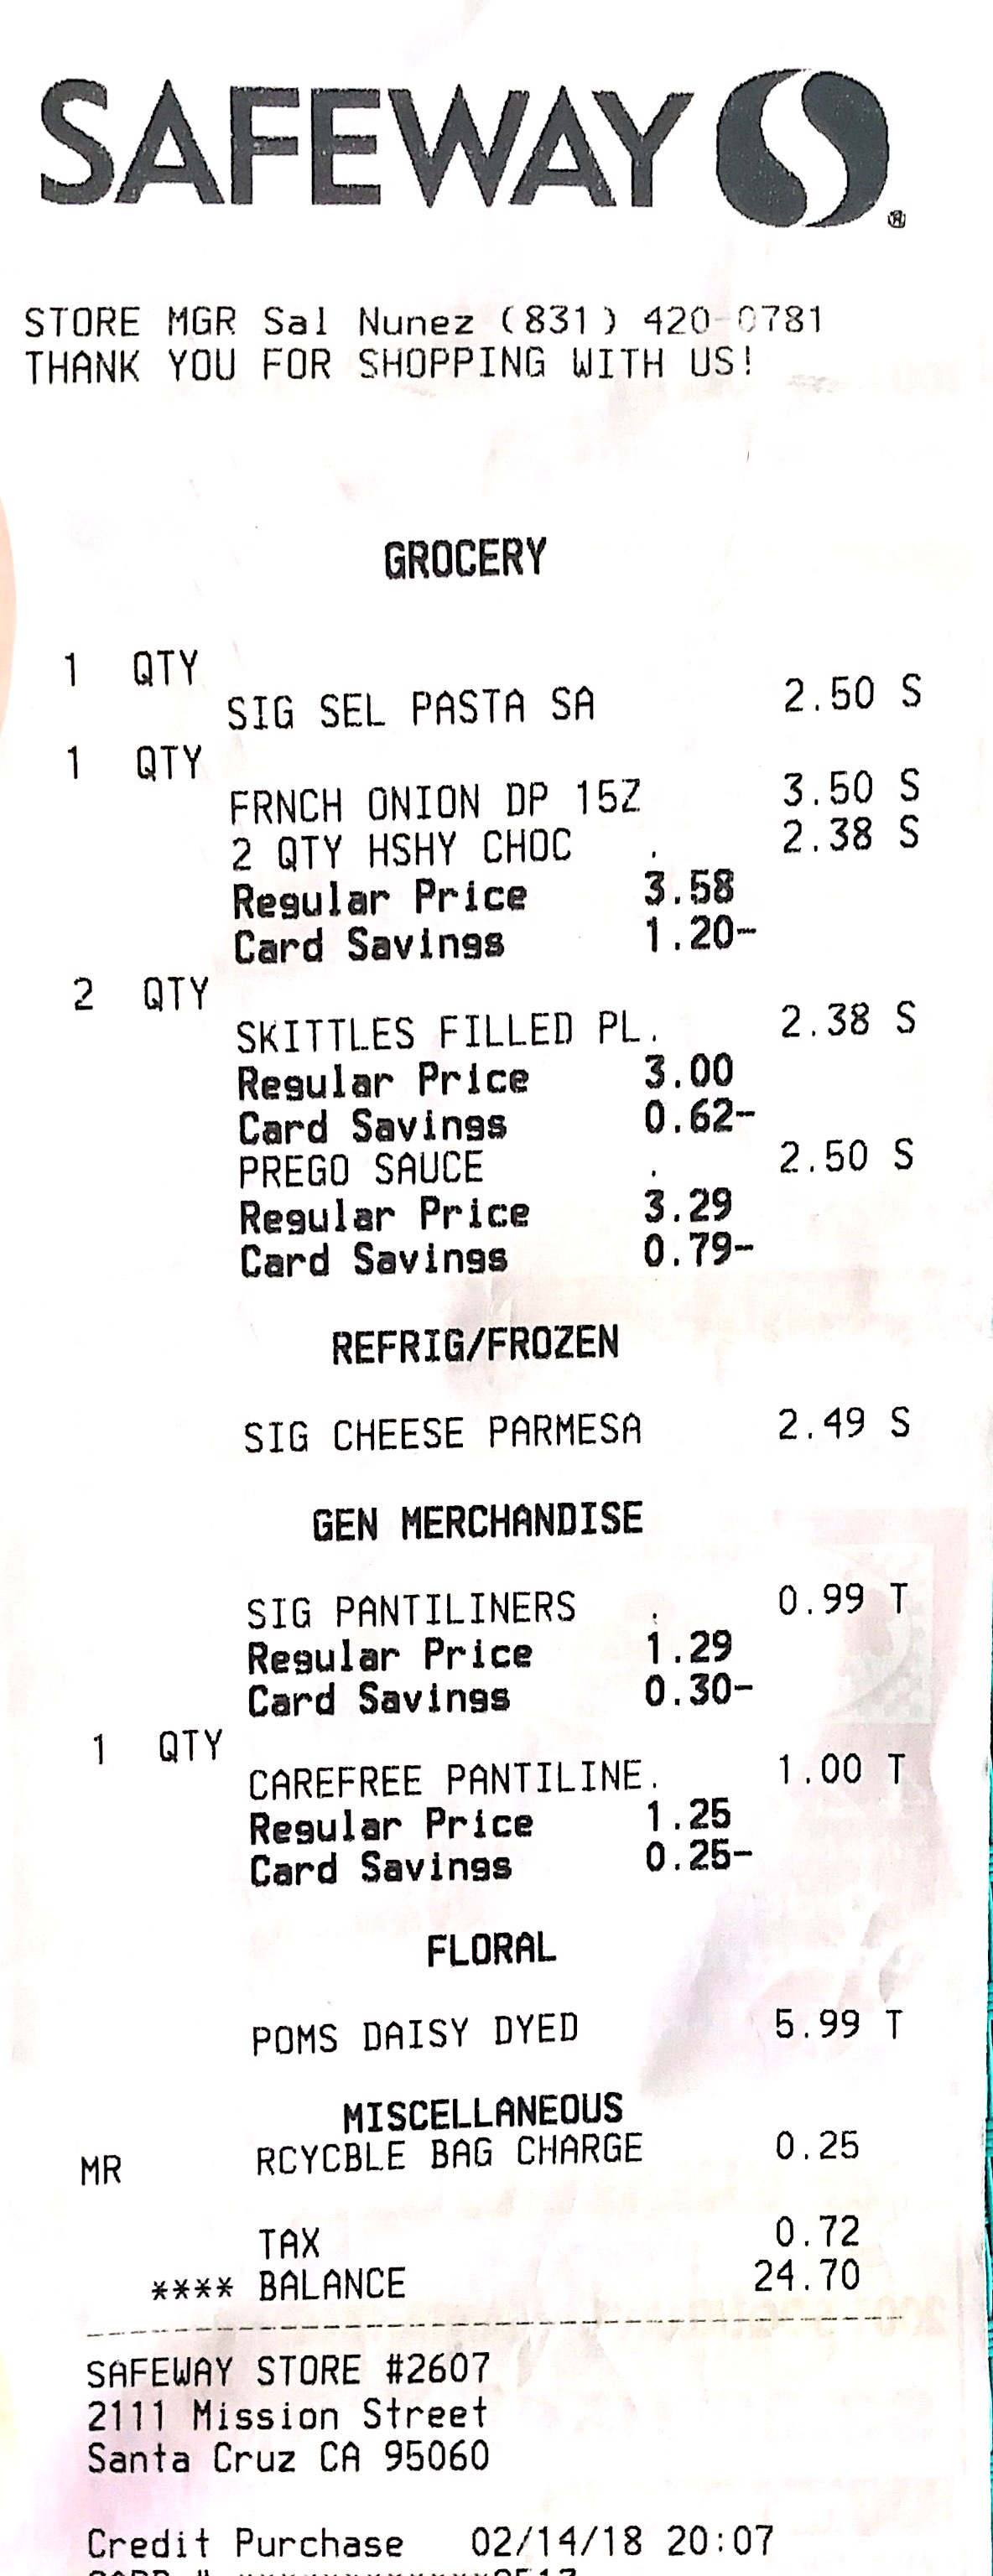 SAFEWAY ®
STORE MGR Sal Nunez (831) 420-0781
THANK YOU FOR SHOPPING WITH US!
GROCERY
1 QTY
SIG SEL PASTA SA 2.50 S
1 QTY
FRNCH ONION DP 15Z 3.50 S
2 QTY HSHY CHOC . 2.38 S
Regular Price 3.58
Card Savings 1.20-
2 QTY
SKITTLES FILLED PL. 2.38 S
Regular Price 3.00
Card Savings 0.62-
PREGO SAUCE . 2.50 S
Regular Price 3.29
Card Savings 0.79-
REFRIG/FROZEN
SIG CHEESE PARMESA 2.49 S
GEN MERCHANDISE
SIG PANTILINERS . 0.99 T
Regular Price 1.29
Card Savings 0.30-
1 QTY
CAREFREE PANTILINE. 1.00 T
Regular Price 1.25
Card Savings 0.25-
FLORAL
POMS DAISY DYED 5.99 T
MISCELLANEOUS
MR RCYCBLE BAG CHARGE 0.25
TAX 0.72
**** BALANCE 24.70
SAFEWAY STORE #2607
2111 Mission Street
Santa Cruz CA 95060
Credit Purchase 02/14/18 20:07